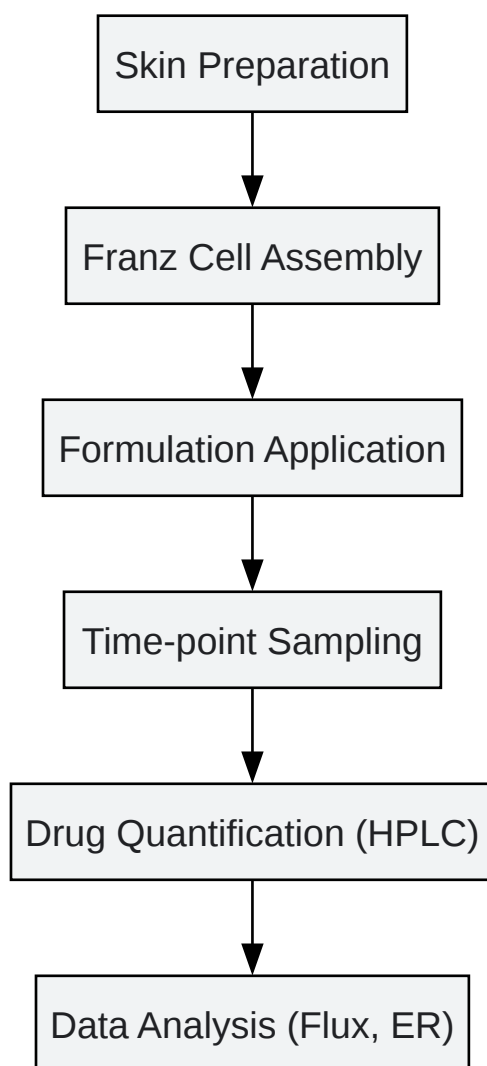 Skin Preparation
Franz Cell Assembly
Formulation Application
Time-point Sampling
Drug Quantification (HPLC)
Data Analysis (Flux, ER)